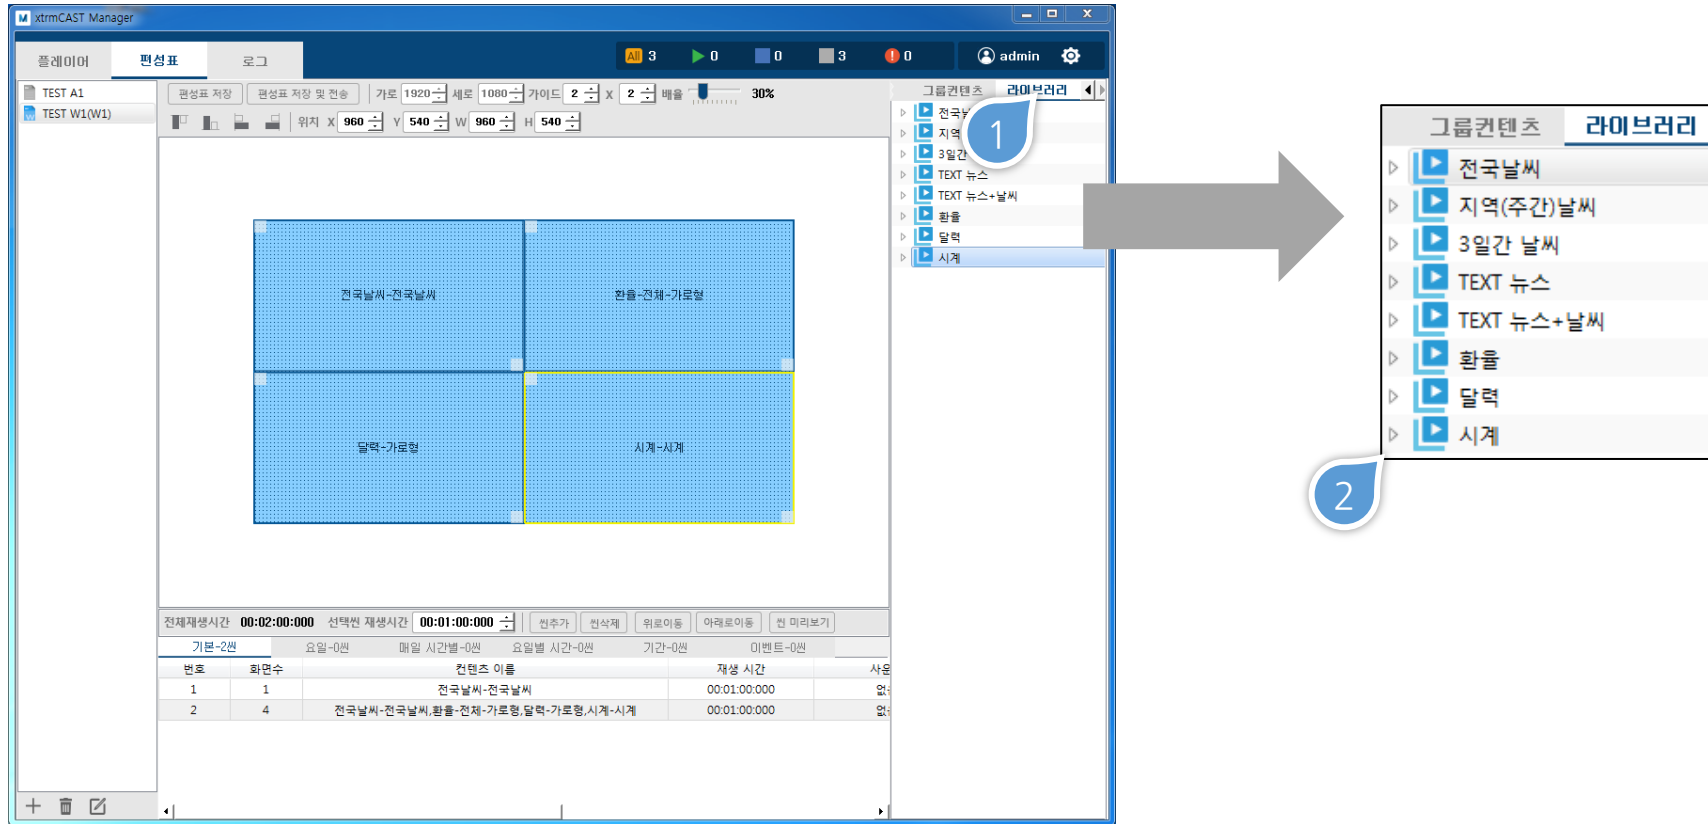 xtrmCAST Manager
플레이어 편성표 로그 All 3 0 0 3 0 admin
TEST A1
TEST W1(W1)
편성표 저장 편성표 저장 및 전송 가로 1920 세로 1080 가이드 2 x 2 배율 30%
위치 X 960 Y 540 W 960 H 540
그룹컨텐츠 라이브러리
지역
3일간
TEXT 뉴스
TEXT 뉴스+날씨
환율
달력
시계
1
전국날씨-전국날씨
환율-전체-가로형
달력-가로형
시계-시계
전체재생시간 00:02:00:000 선택씬 재생시간 00:01:00:000 씬추가 씬삭제 위로이동 아래로이동 씬 미리보기
기본-2씬 요일-0씬 매일 시간별-0씬 요일별 시간-0씬 기간-0씬 이벤트-0씬
번호 화면수 컨텐츠 이름 재생 시간
1 1 전국날씨-전국날씨 00:01:00:000
2 4 전국날씨-전국날씨,환율-전체-가로형,달력-가로형,시계-시계 00:01:00:000
그룹컨텐츠 라이브러리
전국날씨
지역(주간)날씨
3일간 날씨
TEXT 뉴스
TEXT 뉴스+날씨
환율
달력
시계
2